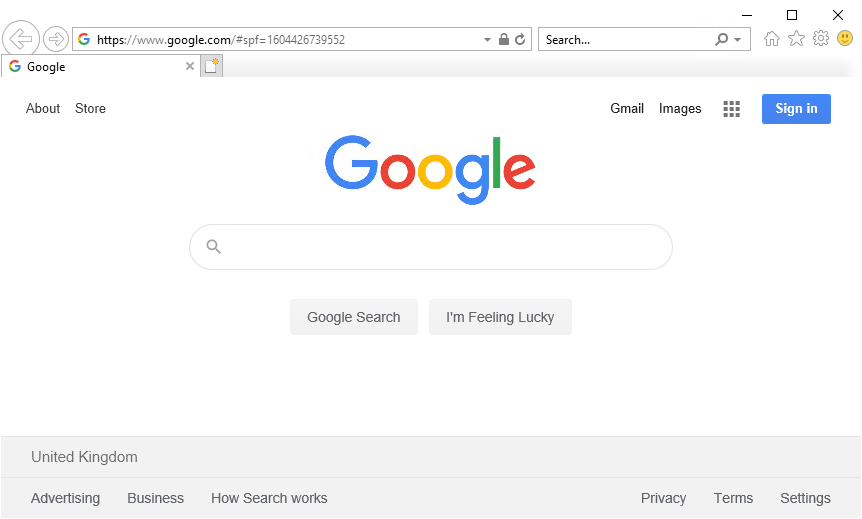 https://www.google.com/#spf=1604426739552
Search...
Google
About Store
Gmail Images Sign in
Google
Google Search I'm Feeling Lucky
United Kingdom
Advertising Business How Search works
Privacy Terms Settings